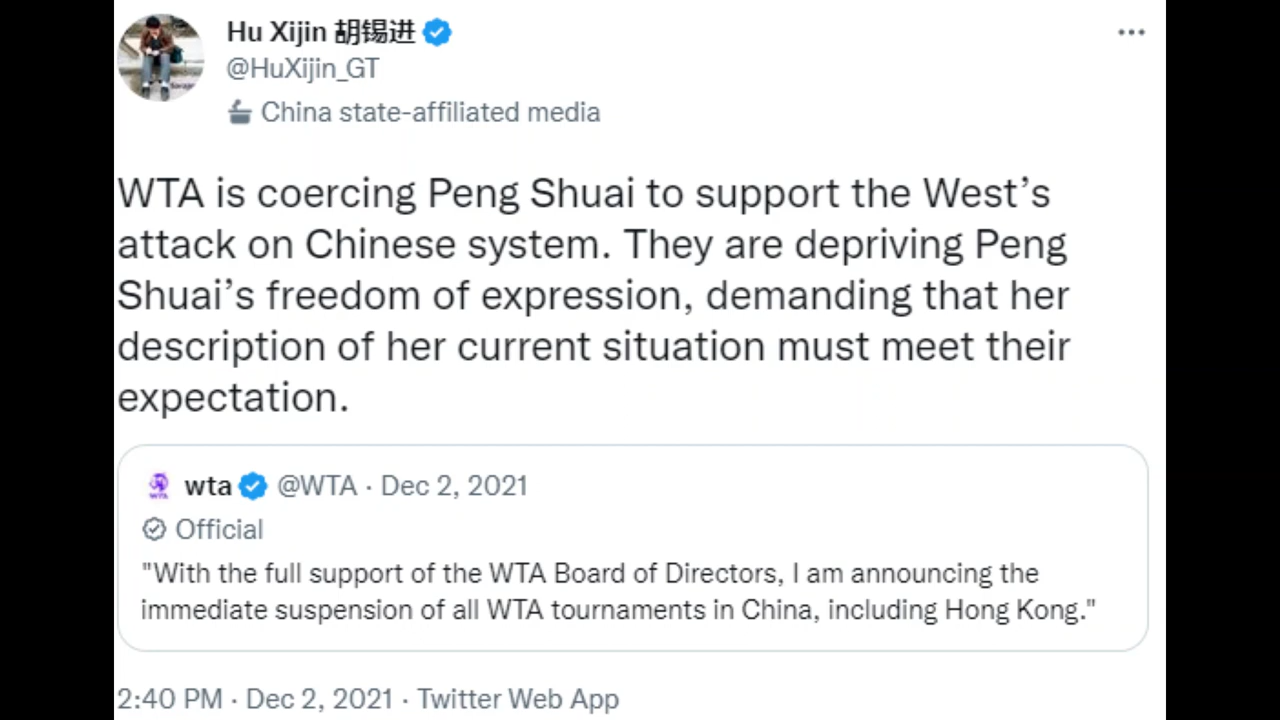 Hu Xijin 胡锡进
@HuXijin_GT
China state-affiliated media
WTA is coercing Peng Shuai to support the West’s
attack on Chinese system. They are depriving Peng
Shuai’s freedom of expression, demanding that her
description of her current situation must meet their
expectation.
wta @WTA · Dec 2, 2021
Official
"With the full support of the WTA Board of Directors, I am announcing the
immediate suspension of all WTA tournaments in China, including Hong Kong."
2:40 PM · Dec 2, 2021 · Twitter Web App